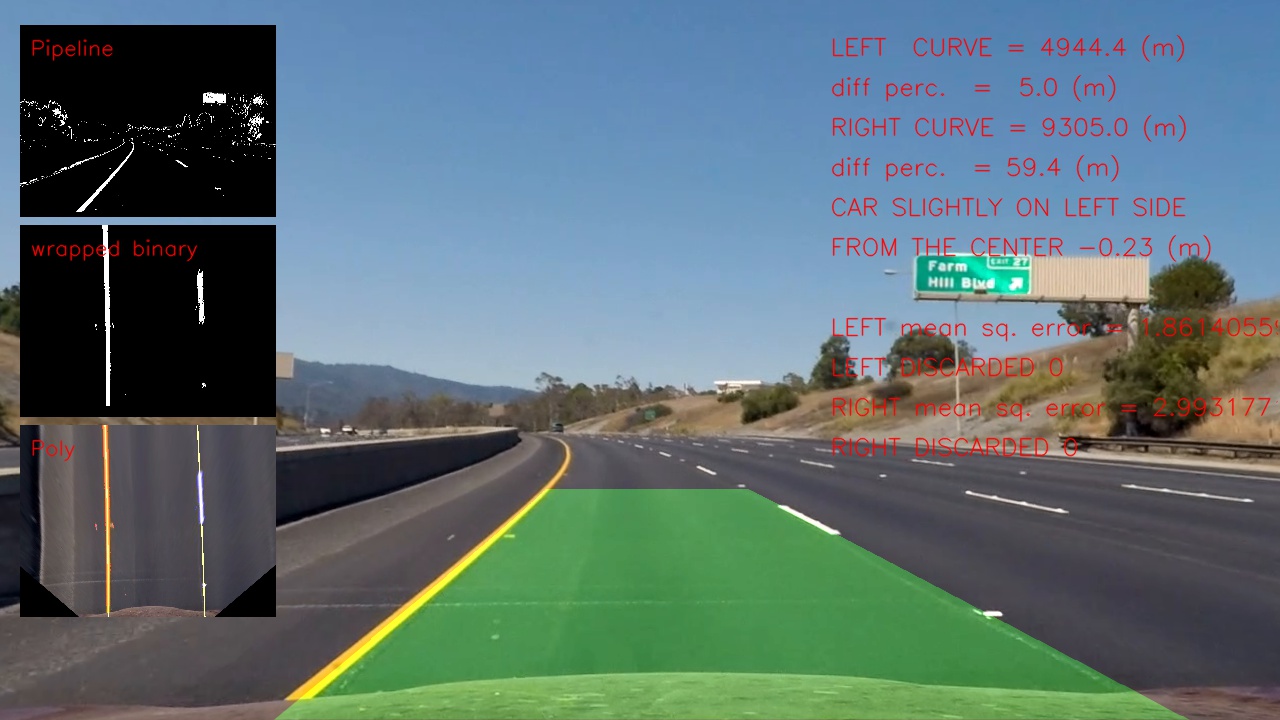 Pipeline
wrapped binary
Poly
LEFT CURVE = 4944.4 (m)
diff perc. = 5.0 (m)
RIGHT CURVE = 9305.0 (m)
diff perc. = 59.4 (m)
CAR SLIGHTLY ON LEFT SIDE
FROM THE CENTER -0.23 (m)
EXIT 27
Farm
Hill Blvd
LEFT mean sq. error = 1.8614055
LEFT DISCARDED 0
RIGHT mean sq. error = 2.993177
RIGHT DISCARDED 0